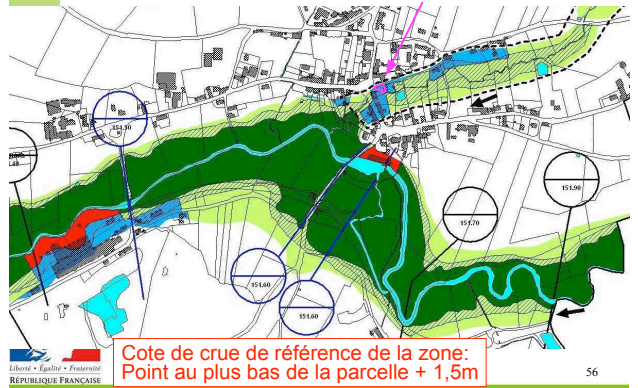 151.30
151.90
151.70
151.60
151.60
Cote de crue de référence de la zone:
Point au plus bas de la parcelle + 1,5m
Liberté • Égalité • Fraternité
RÉPUBLIQUE FRANÇAISE
56